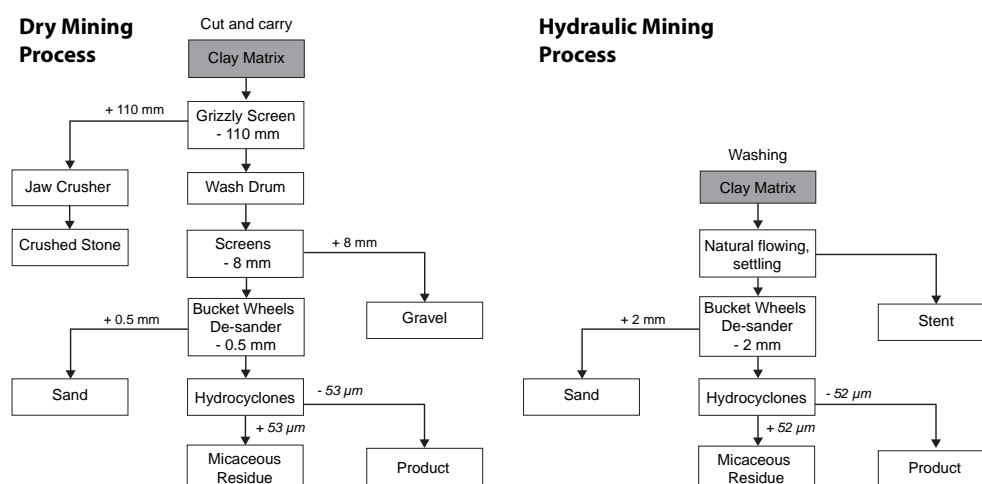 Dry Mining
Process
Cut and carry
Clay Matrix
+ 110 mm
Grizzly Screen
- 110 mm
Jaw Crusher
Wash Drum
Crushed Stone
Screens
- 8 mm
+ 8 mm
Gravel
+ 0.5 mm
Bucket Wheels
De-sander
- 0.5 mm
Sand
Hydrocyclones
- 53 µm
+ 53 µm
Micaceous
Residue
Product
Hydraulic Mining
Process
Washing
Clay Matrix
Natural flowing,
settling
Stent
+ 2 mm
Bucket Wheels
De-sander
- 2 mm
Sand
Hydrocyclones
- 52 µm
+ 52 µm
Micaceous
Residue
Product